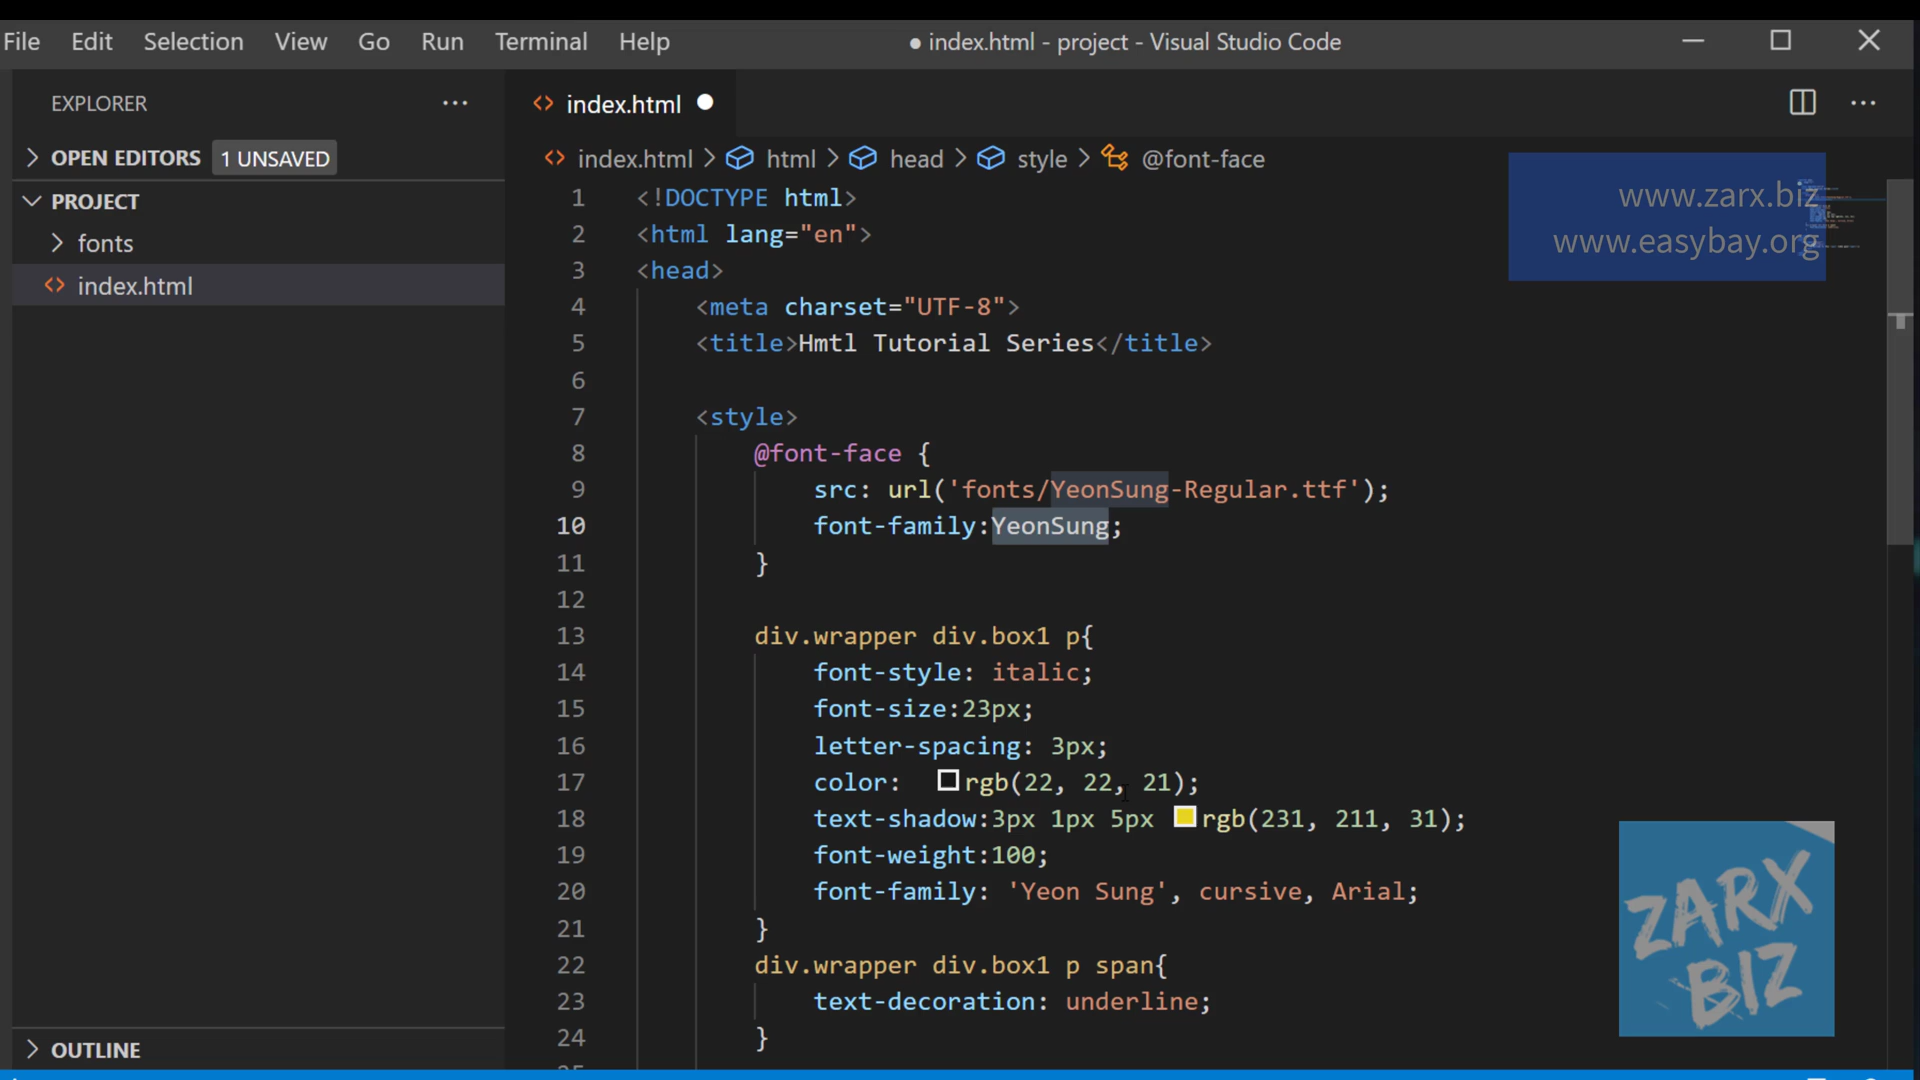 File Edit Selection View Go Run Terminal Help ● index.html - project - Visual Studio Code
EXPLORER ···
index.html
OPEN EDITORS 1 UNSAVED
index.html > html > head > style > @font-face
PROJECT
fonts
index.html
1 <!DOCTYPE html>
2 <html lang="en">
3 <head>
4 <meta charset="UTF-8">
5 <title>Hmtl Tutorial Series</title>
6
7 <style>
8 @font-face {
9 src: url('fonts/YeonSung-Regular.ttf');
10 font-family:YeonSung;
11 }
12
13 div.wrapper div.box1 p{
14 font-style: italic;
15 font-size:23px;
16 letter-spacing: 3px;
17 color: rgb(22, 22, 21);
18 text-shadow:3px 1px 5px rgb(231, 211, 31);
19 font-weight:100;
20 font-family: 'Yeon Sung', cursive, Arial;
21 }
22 div.wrapper div.box1 p span{
23 text-decoration: underline;
24 }
www.zarx.biz
www.easybay.org
ZARX
BIZ
OUTLINE